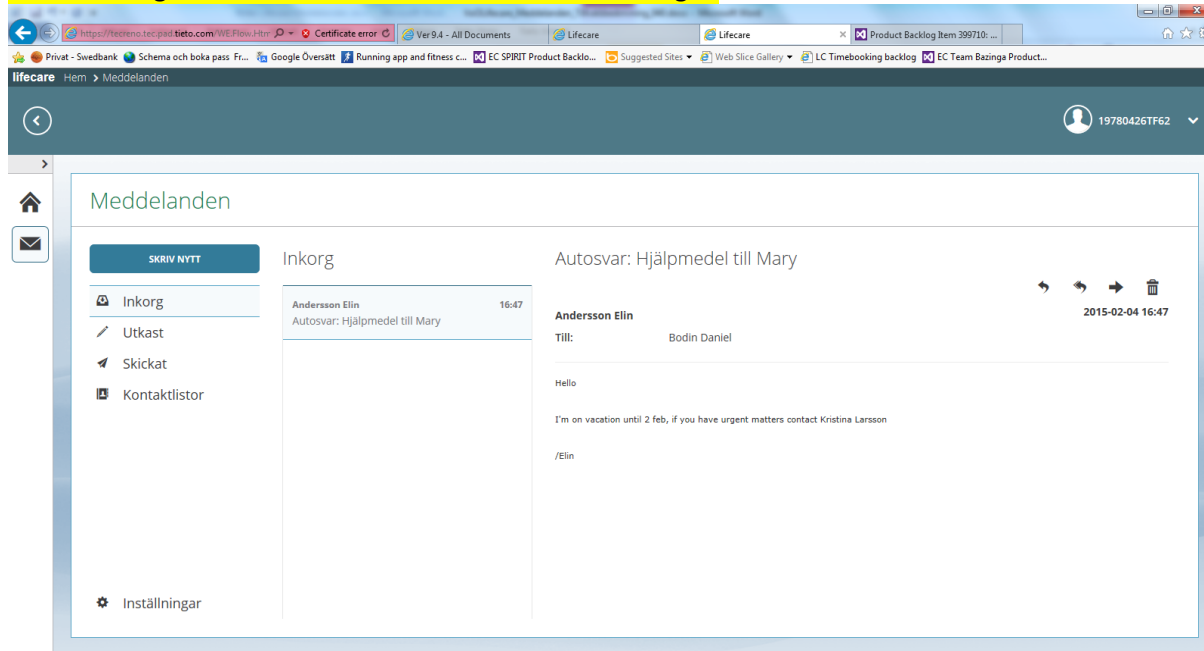 https://tieereno.tec.pad.tieto.com/WE.Flow.Htm
Certificate error
Ver 9.4 - All Documents
Lifecare
Lifecare
Product Backlog Item 399710: ...
Privat - Swedbank
Schema och boka pass Fr...
Google Översätt
Running app and fitness c...
EC SPIRIT Product Backlo...
Suggested Sites
Web Slice Gallery
LC Timebooking backlog
EC Team Bazinga Product...
lifecare Hem > Meddelanden
19780426TF62
Meddelanden
SKRIV NYTT
Inkorg
Utkast
Skickat
Kontaktlistor
Inställningar
Inkorg
Andersson Elin 16:47
Autosvar: Hjälpmedel till Mary
Autosvar: Hjälpmedel till Mary
Andersson Elin 2015-02-04 16:47
Till: Bodin Daniel
Hello
I'm on vacation until 2 feb, if you have urgent matters contact Kristina Larsson
/Elin